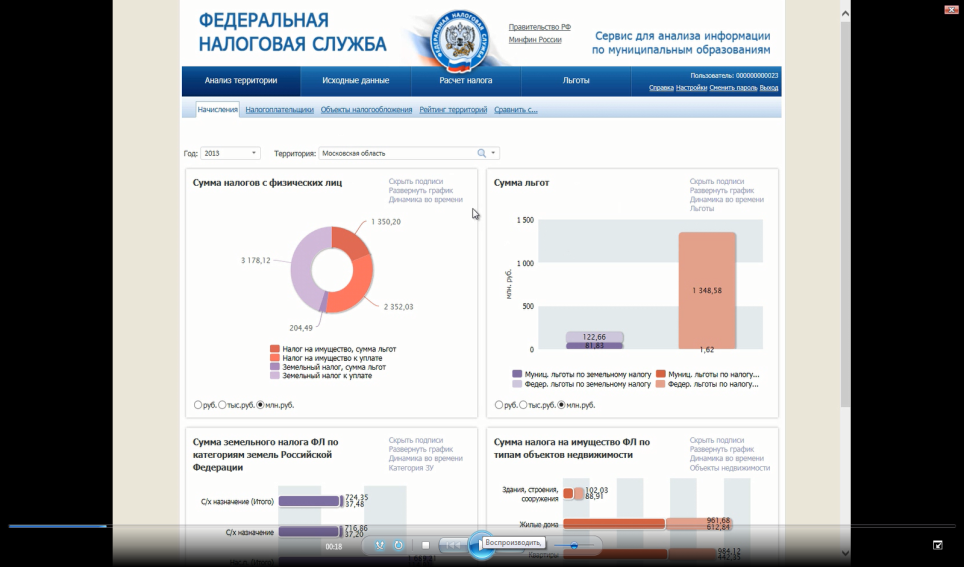 ФЕДЕРАЛЬНАЯ
НАЛОГОВАЯ СЛУЖБА
Правительство РФ
Минфин России
Сервис для анализа информации
по муниципальным образованиям
Анализ территории
Исходные данные
Расчет налога
Льготы
Пользователь: 000000000023
Справка Настройки Сменить пароль Выход
Начисления Налогоплательщики Объекты налогообложения Рейтинг территорий Сравнить с...
Год: 2013 Территория: Московская область
Сумма налогов с физических лиц
Скрыть подписи
Развернуть график
Динамика во времени
1 350,20
3 178,12
2 352,03
204,49
Налог на имущество, сумма льгот
Налог на имущество к уплате
Земельный налог, сумма льгот
Земельный налог к уплате
руб. тыс.руб. млн.руб.
Сумма льгот
Скрыть подписи
Развернуть график
Динамика во времени
Льготы
1 500
1 000
500
0
млн. руб.
122,66
81,83
1 348,58
1,62
Муниц. льготы по земельному налогу Муниц. льготы по налогу...
Федер. льготы по земельному налогу Федер. льготы по налогу...
руб. тыс.руб. млн.руб.
Сумма земельного налога ФЛ по
категориям земель Российской
Федерации
Скрыть подписи
Развернуть график
Динамика во времени
Категория ЗУ
С/х назначение (Итого)
724,35
37,48
С/х назначение
716,86
37,20
Сумма налога на имущество ФЛ по
типам объектов недвижимости
Скрыть подписи
Развернуть график
Динамика во времени
Объекты недвижимости
Здания, строения,
сооружения
102,03
88,91
Жилые дома
961,68
612,84
Квартиры
00:18
Воспроизводить,